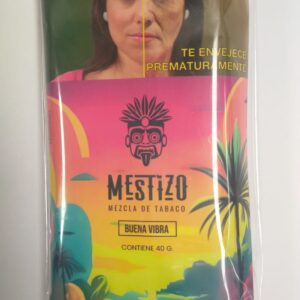 TE ENVEJECE
PREMATURAMENTE
MESTIZO
MEZCLA DE TABACO
BUENA VIBRA
CONTIENE 40 G.